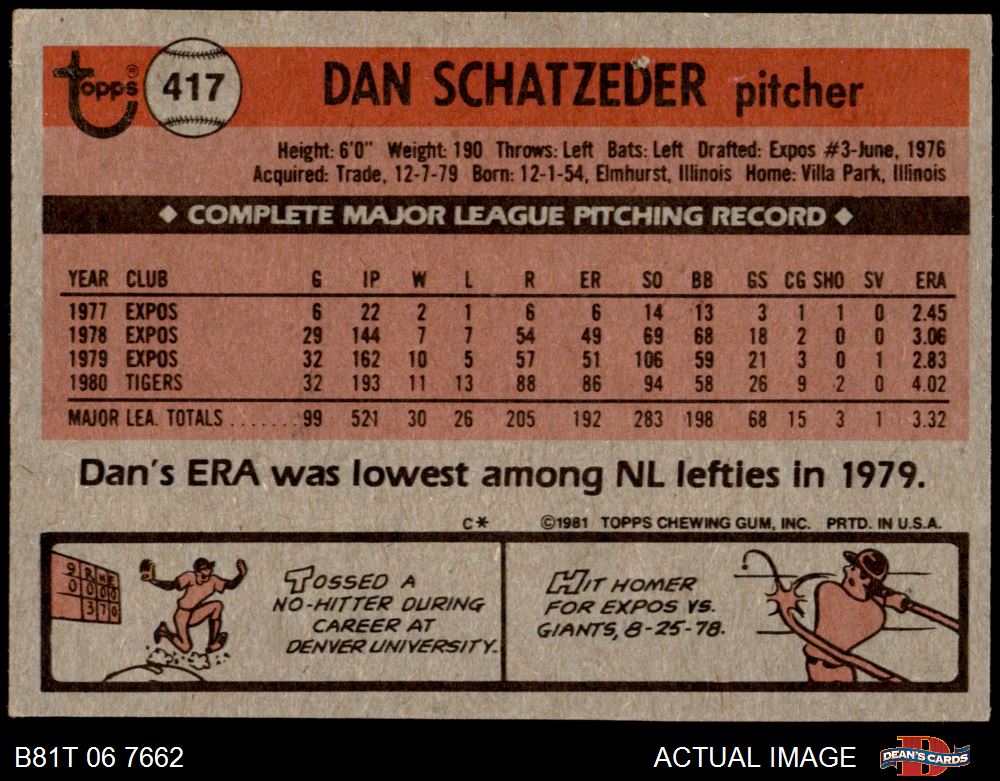 Topps® 417 DAN SCHATZEDER pitcher
Height: 6'0" Weight: 190 Throws: Left Bats: Left Drafted: Expos #3-June, 1976
Acquired: Trade, 12-7-79 Born: 12-1-54, Elmhurst, Illinois Home: Villa Park, Illinois
◆ COMPLETE MAJOR LEAGUE PITCHING RECORD ◆
YEAR CLUB G IP W L R ER SO BB GS CG SHO SV ERA
1977 EXPOS 6 22 2 1 6 6 14 13 3 1 1 0 2.45
1978 EXPOS 29 144 7 7 54 49 69 68 18 2 0 0 3.06
1979 EXPOS 32 162 10 5 57 51 106 59 21 3 0 1 2.83
1980 TIGERS 32 193 11 13 88 86 94 58 26 9 2 0 4.02
MAJOR LEA. TOTALS ....... 99 521 30 26 205 192 283 198 68 15 3 1 3.32
Dan's ERA was lowest among NL lefties in 1979.
C* ©1981 TOPPS CHEWING GUM, INC. PRTD. IN U.S.A.
9 R H E
0 0 0 0
3 7 0
TOSSED A
NO-HITTER DURING
CAREER AT
DENVER UNIVERSITY.
HIT HOMER
FOR EXPOS VS.
GIANTS, 8-25-78.
B81T 06 7662 ACTUAL IMAGE DEAN'S CARDS